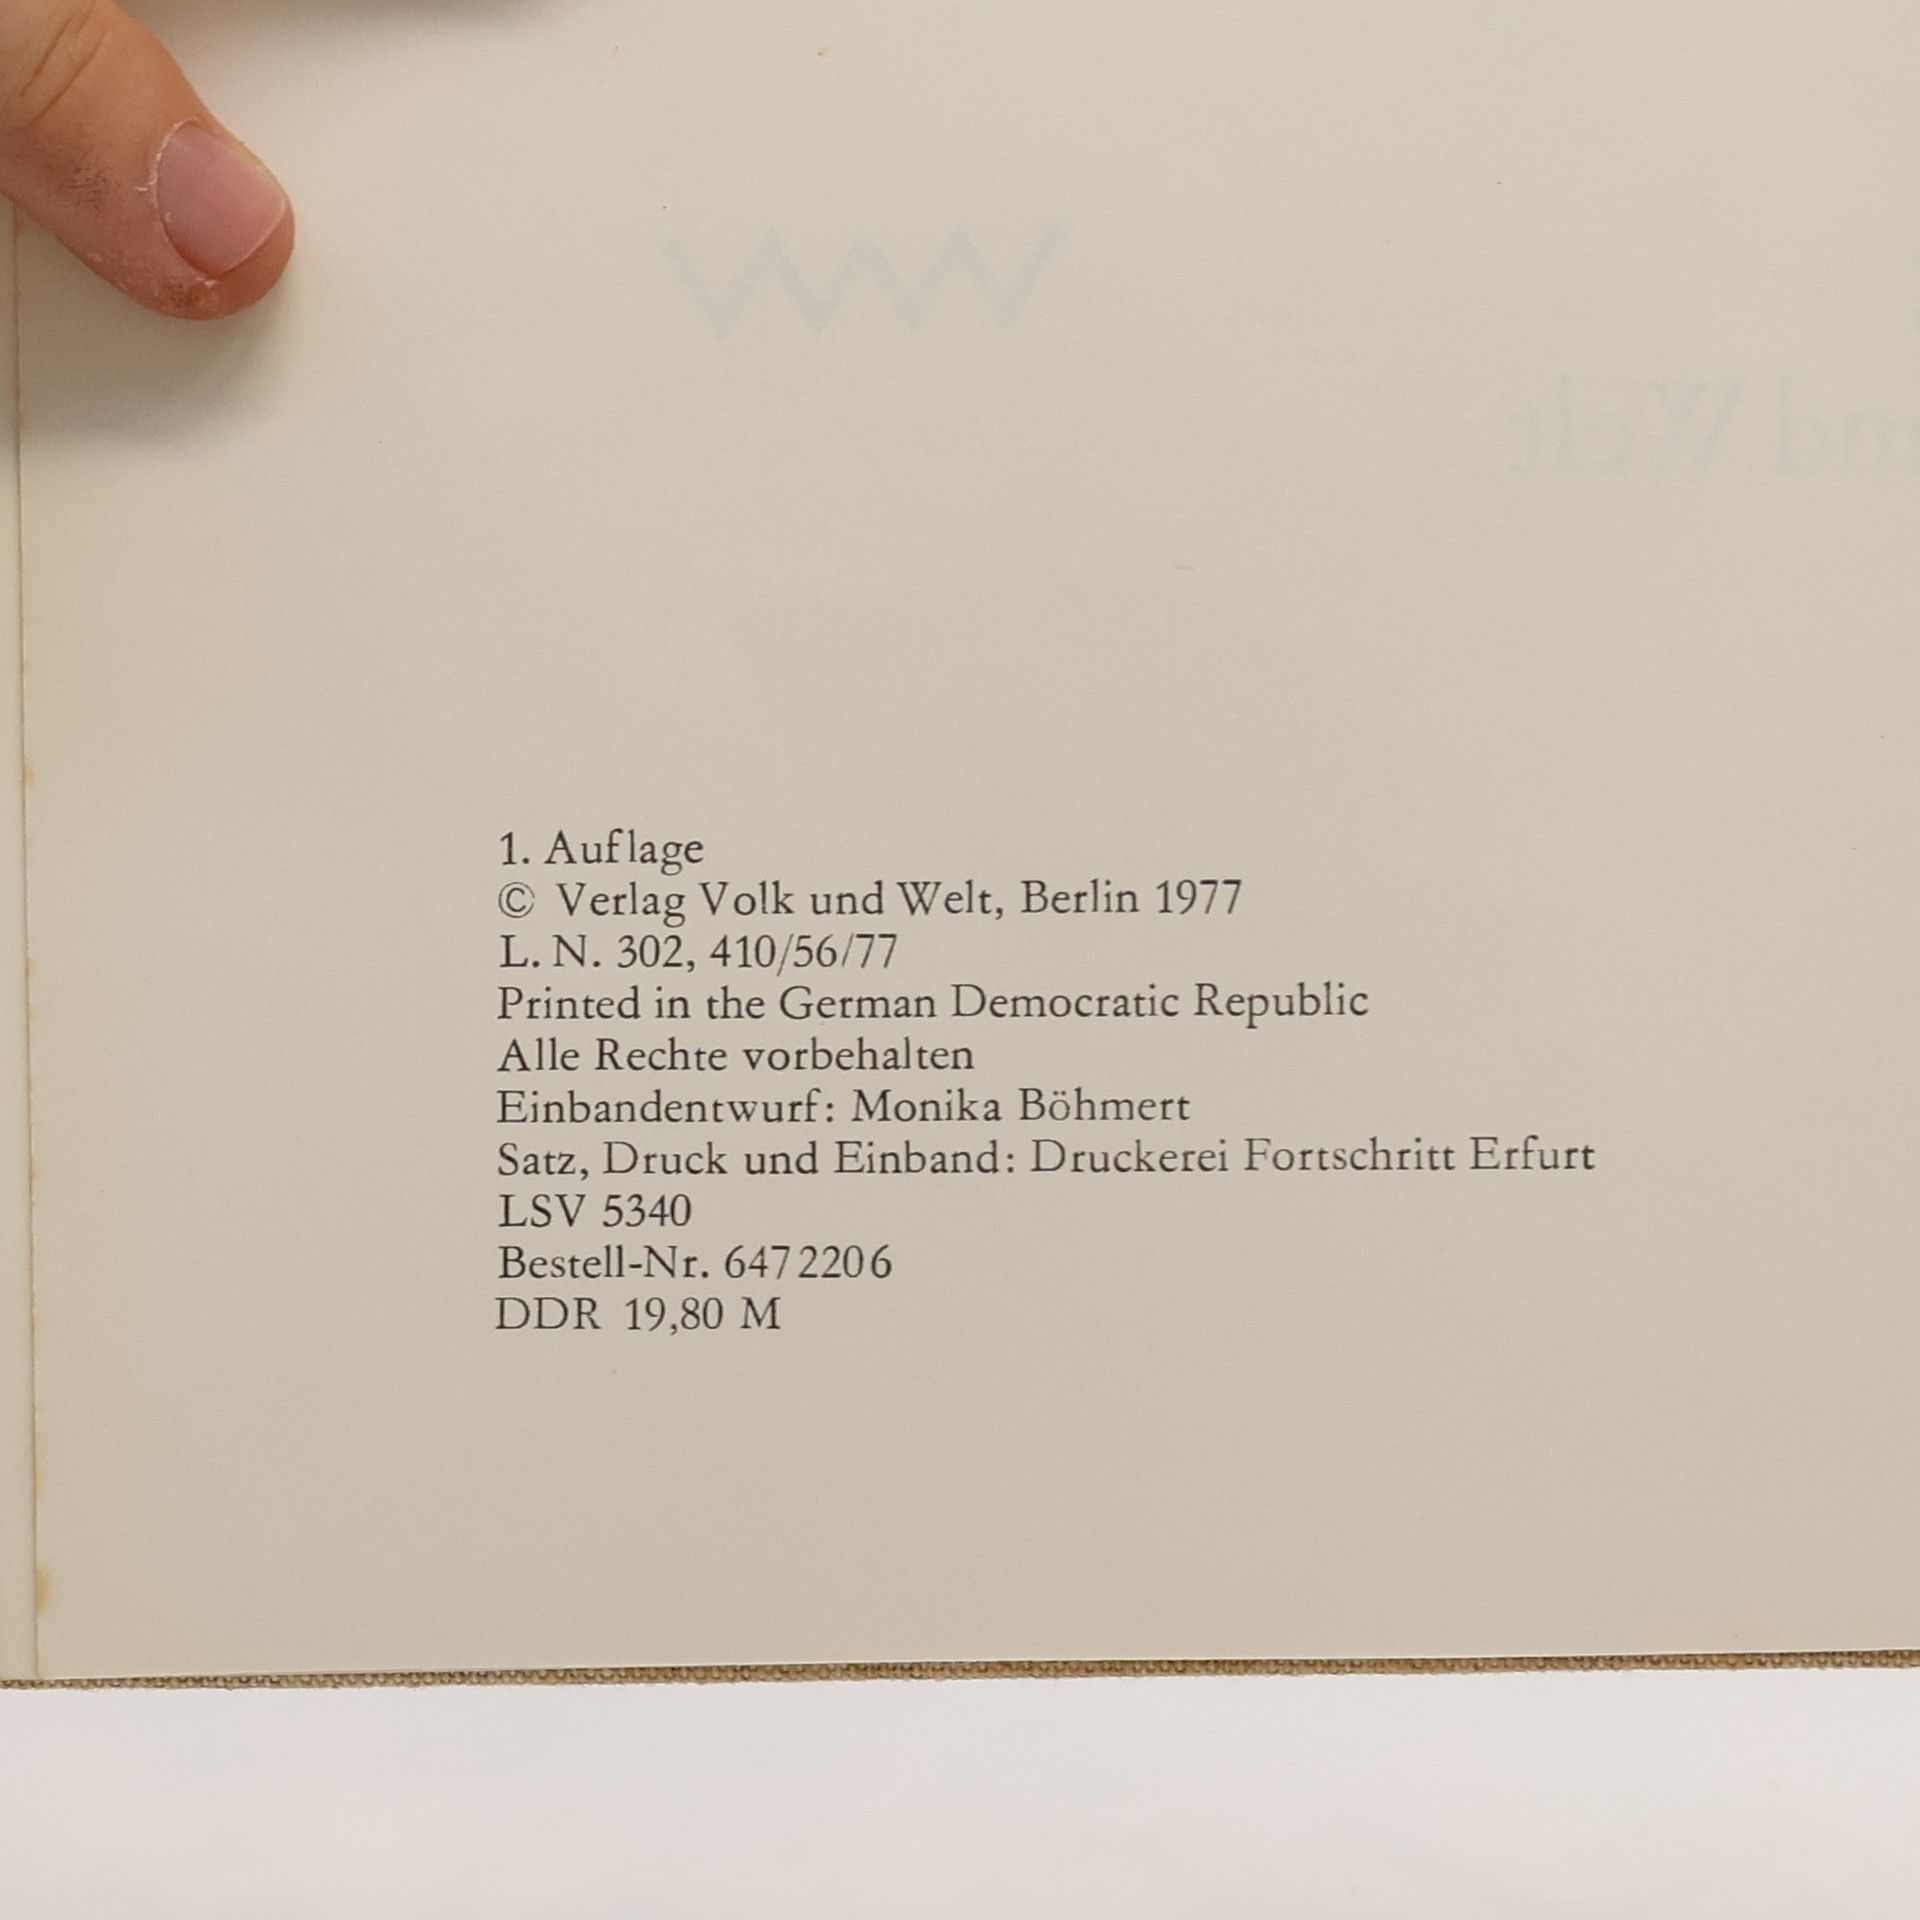 1. Auflage
© Verlag Volk und Welt, Berlin 1977
L. N. 302, 410/56/77
Printed in the German Democratic Republic
Alle Rechte vorbehalten
Einbandentwurf: Monika Böhmert
Satz, Druck und Einband: Druckerei Fortschritt Erfurt
LSV 5340
Bestell-Nr. 647 220 6
DDR 19,80 M